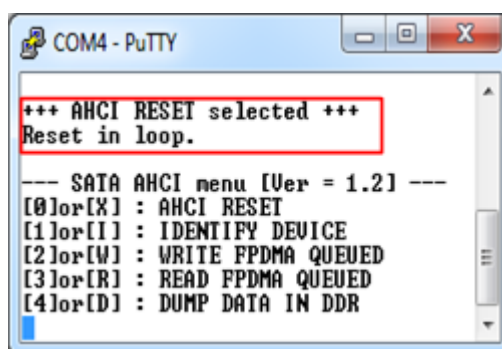 COM4 - PuTTY
+++ AHCI RESET selected +++
Reset in loop.
--- SATA AHCI menu [Ver = 1.2] ---
[0]or[X] : AHCI RESET
[1]or[I] : IDENTIFY DEVICE
[2]or[W] : WRITE FPDMA QUEUED
[3]or[R] : READ FPDMA QUEUED
[4]or[D] : DUMP DATA IN DDR